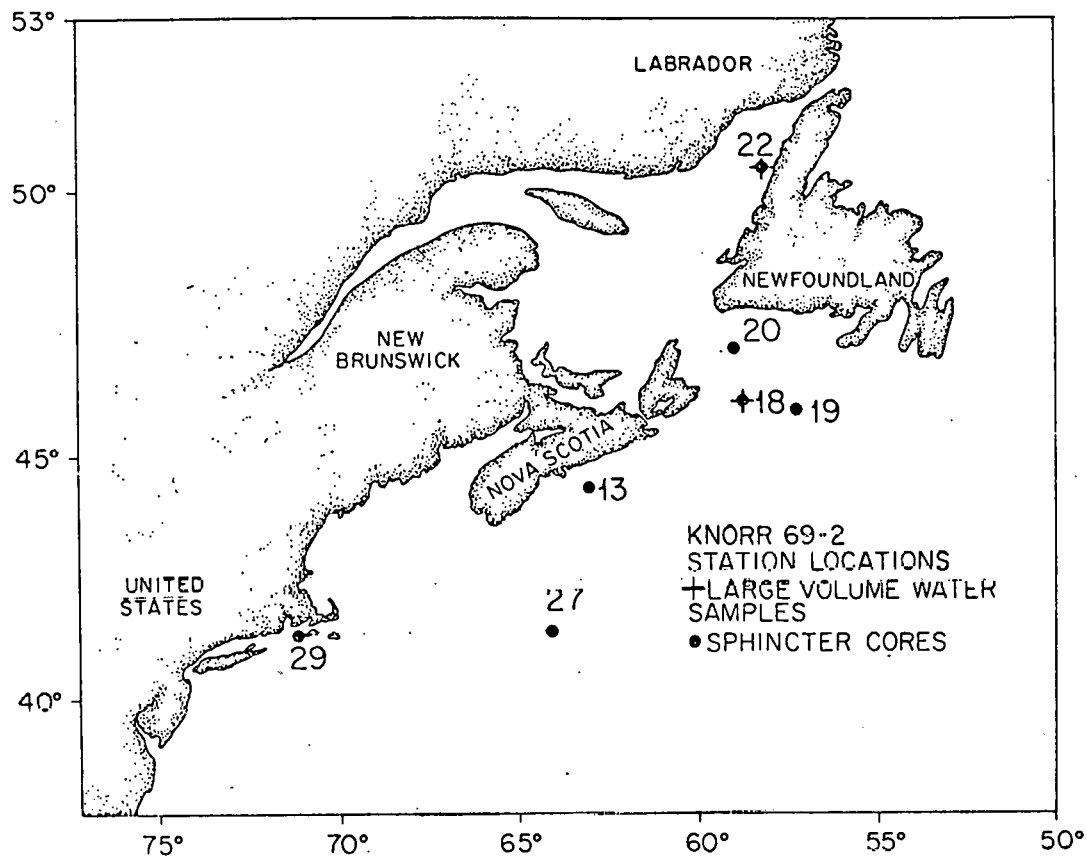 53°
LABRADOR
22
50°
NEWFOUNDLAND
20
NEW
BRUNSWICK
18
19
45°
NOVA SCOTIA
13
KNORR 69-2
STATION LOCATIONS
+LARGE VOLUME WATER
SAMPLES
●SPHINCTER CORES
UNITED
STATES
27
29
40°
75°
70°
65°
60°
55°
50°